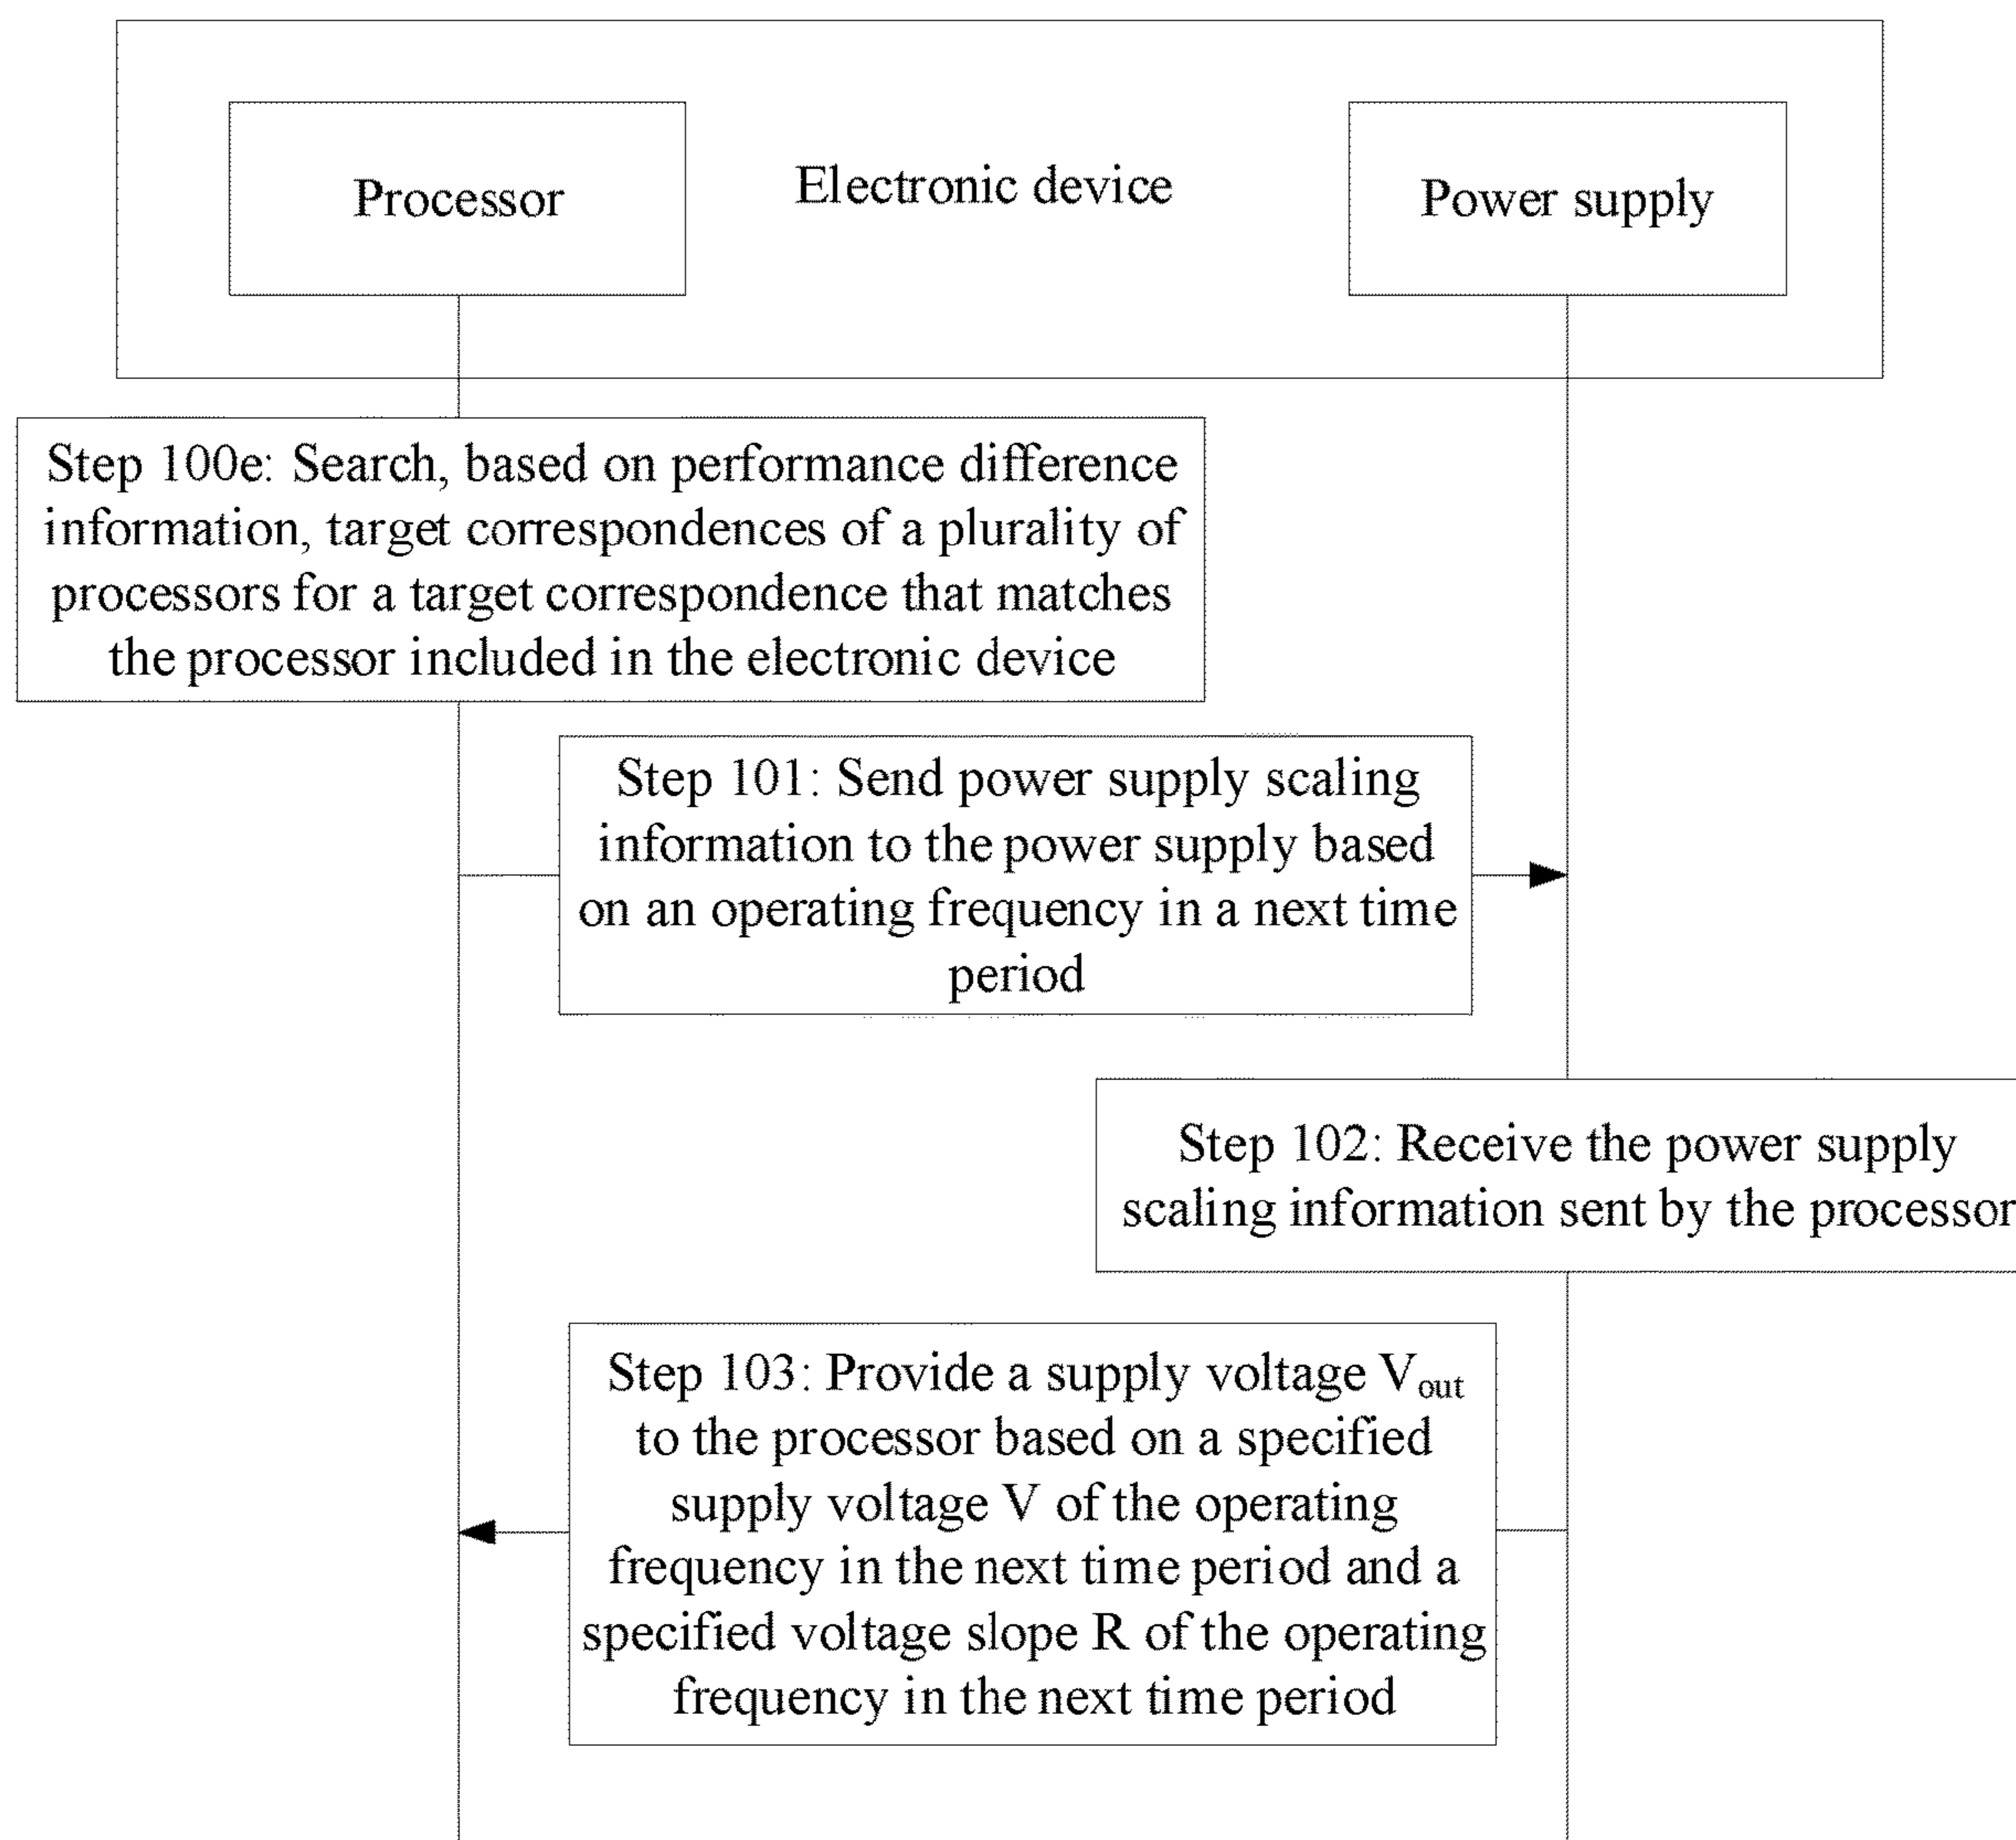 Processor
Electronic device
Power supply
Step 100e: Search, based on performance difference
information, target correspondences of a plurality of
processors for a target correspondence that matches
the processor included in the electronic device
Step 101: Send power supply scaling
information to the power supply based
on an operating frequency in a next time
period
Step 102: Receive the power supply
scaling information sent by the processor
Step 103: Provide a supply voltage Vout
to the processor based on a specified
supply voltage V of the operating
frequency in the next time period and a
specified voltage slope R of the operating
frequency in the next time period